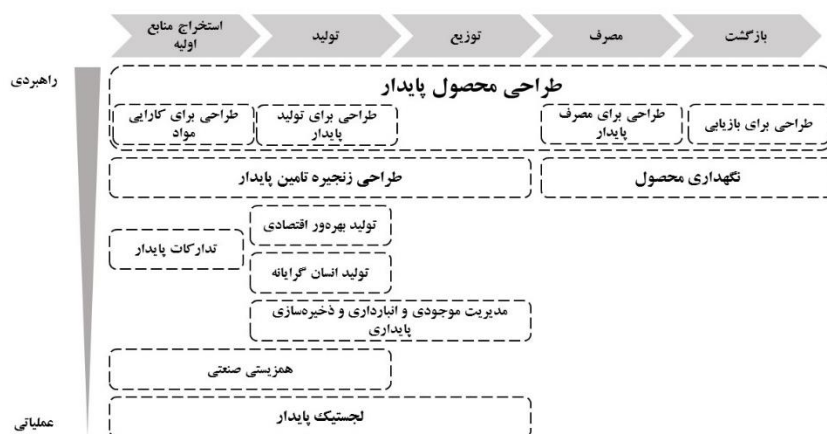 استخراج منابع
اولیه
تولید
توزیع
مصرف
بازگشت
راهبردی
طراحی محصول پایدار
طراحی برای کارایی
مواد
طراحی برای تولید
پایدار
طراحی برای مصرف
پایدار
طراحی برای بازیابی
طراحی زنجیره تامین پایدار
نگهداری محصول
تدارکات پایدار
تولید بهره‌ور اقتصادی
تولید انسان گرایانه
مدیریت موجودی و انبارداری و ذخیره‌سازی
پایداری
همزیستی صنعتی
لجستیک پایدار
عملیاتی